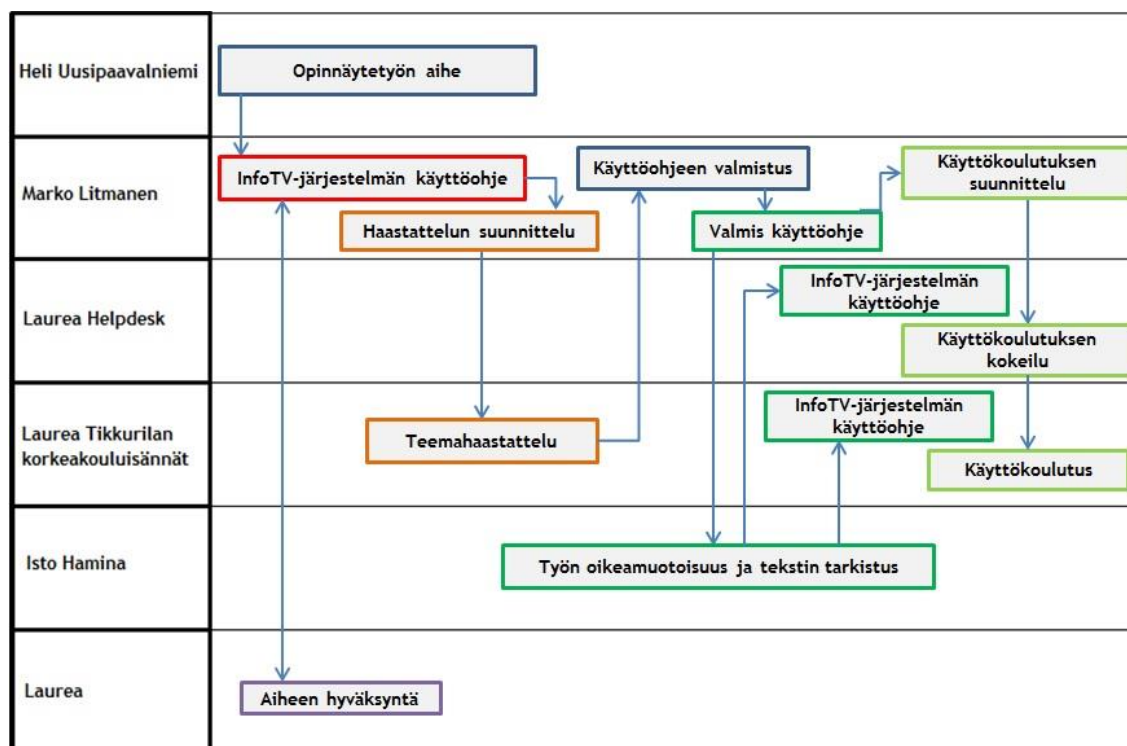 Heli Uusipaavalniemi
Opinnäytetyön aihe
Marko Litmanen
InfoTV-järjestelmän käyttöohje
Haastattelun suunnittelu
Käyttöohjeen valmistus
Valmis käyttöohje
Käyttökoulutuksen
suunnittelu
Laurea Helpdesk
InfoTV-järjestelmän
käyttöohje
Käyttökoulutuksen
kokeilu
Laurea Tikkurilan
korkeakouluisännät
Teemahaastattelu
InfoTV-järjestelmän
käyttöohje
Käyttökoulutus
Isto Hamina
Työn oikeamuotoisuus ja tekstin tarkistus
Laurea
Aiheen hyväksyntä